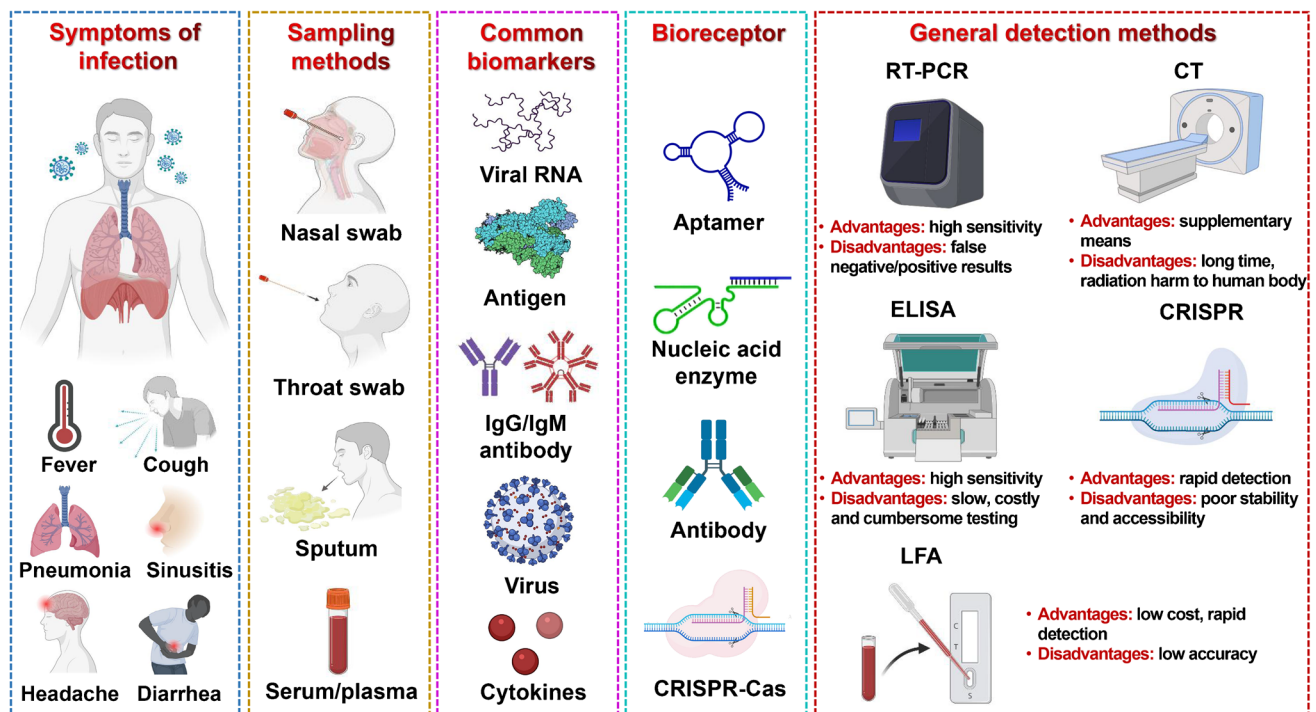 Symptoms of
infection
Fever
Cough
Pneumonia
Sinusitis
Headache
Diarrhea
Sampling
methods
Nasal swab
Throat swab
Sputum
Serum/plasma
Common
biomarkers
Viral RNA
Antigen
IgG/IgM
antibody
Virus
Cytokines
Bioreceptor
Aptamer
Nucleic acid
enzyme
Antibody
CRISPR-Cas
General detection methods
RT-PCR
• Advantages: high sensitivity
• Disadvantages: false
negative/positive results
CT
• Advantages: supplementary
means
• Disadvantages: long time,
radiation harm to human body
ELISA
• Advantages: high sensitivity
• Disadvantages: slow, costly
and cumbersome testing
CRISPR
• Advantages: rapid detection
• Disadvantages: poor stability
and accessibility
LFA
C
T
S
• Advantages: low cost, rapid
detection
• Disadvantages: low accuracy